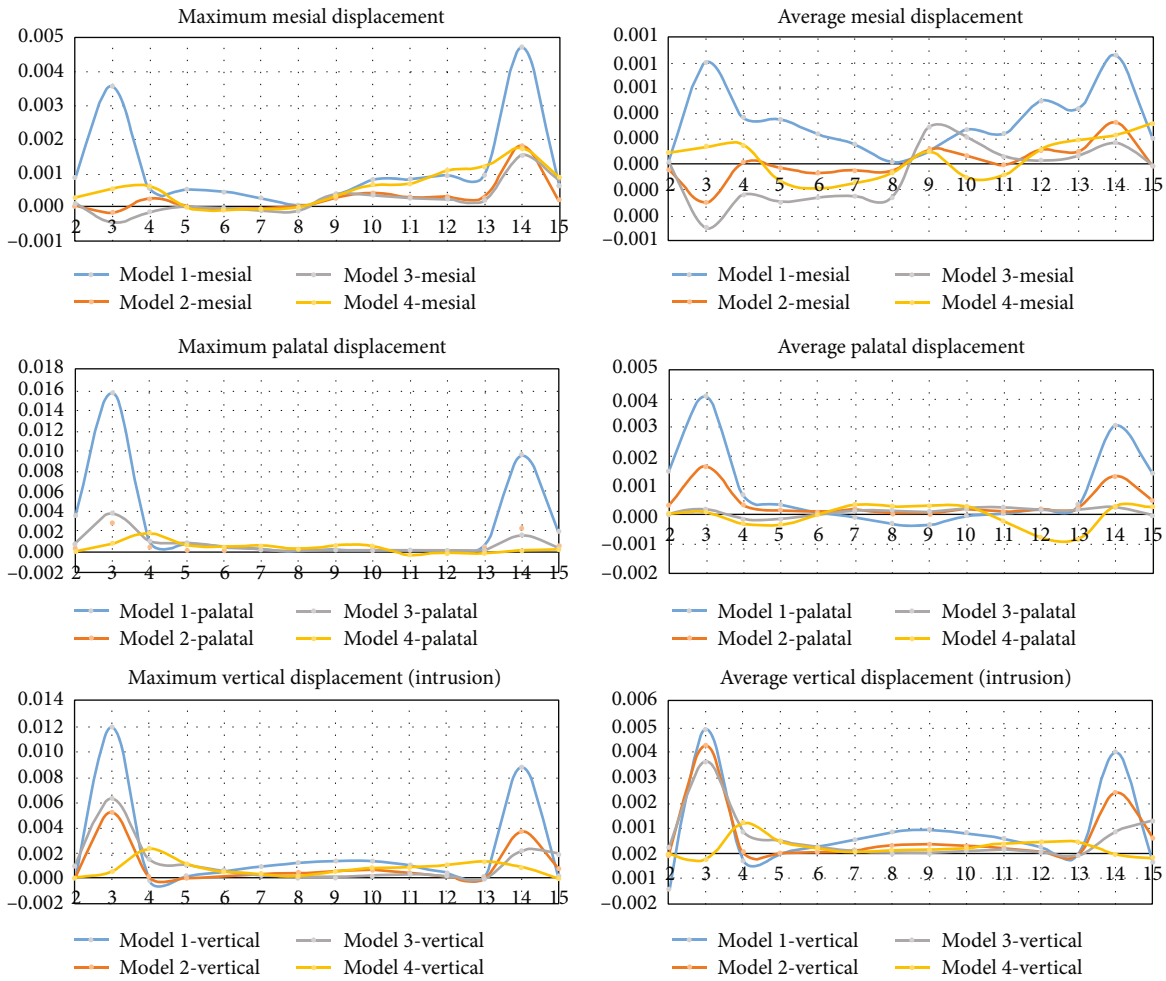 Maximum mesial displacement
0.005
0.004
0.003
0.002
0.001
0.000
–0.001
2 3 4 5 6 7 8 9 10 11 12 13 14 15
Model 1-mesial Model 3-mesial
Model 2-mesial Model 4-mesial
Average mesial displacement
0.001
0.001
0.000
0.000
0.000
0.000
0.000
–0.001
2 3 4 5 6 7 8 9 10 11 12 13 14 15
Model 1-mesial Model 3-mesial
Model 2-mesial Model 4-mesial
Maximum palatal displacement
0.018
0.016
0.014
0.012
0.010
0.008
0.006
0.004
0.002
0.000
–0.002
2 3 4 5 6 7 8 9 10 11 12 13 14 15
Model 1-palatal Model 3-palatal
Model 2-palatal Model 4-palatal
Average palatal displacement
0.005
0.004
0.003
0.002
0.001
0.000
–0.001
–0.002
2 3 4 5 6 7 8 9 10 11 12 13 14 15
Model 1-palatal Model 3-palatal
Model 2-palatal Model 4-palatal
Maximum vertical displacement (intrusion)
0.014
0.012
0.010
0.008
0.006
0.004
0.002
0.000
–0.002
2 3 4 5 6 7 8 9 10 11 12 13 14 15
Model 1-vertical Model 3-vertical
Model 2-vertical Model 4-vertical
Average vertical displacement (intrusion)
0.006
0.005
0.004
0.003
0.002
0.001
0.002
0.001
–0.002
2 3 4 5 6 7 8 9 10 11 12 13 14 15
Model 1-vertical Model 3-vertical
Model 2-vertical Model 4-vertical